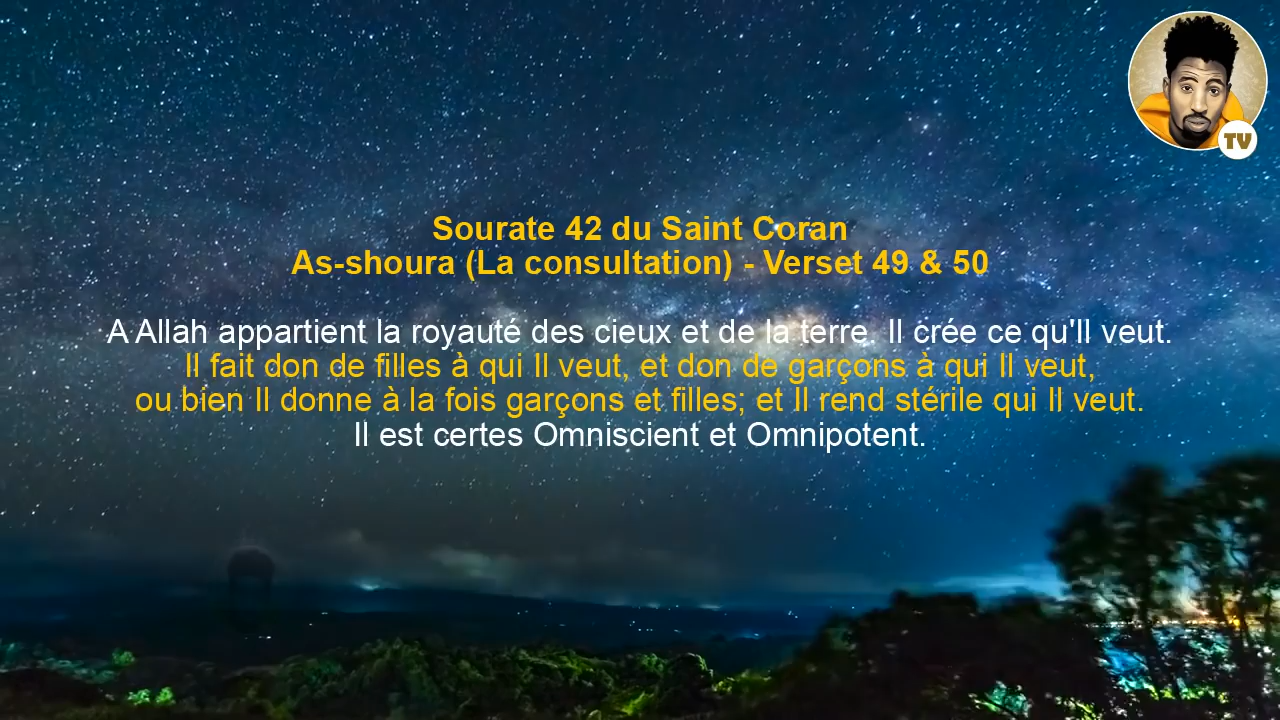 TV
Sourate 42 du Saint Coran
As-shoura (La consultation) - Verset 49 & 50
A Allah appartient la royauté des cieux et de la terre. Il crée ce qu'Il veut.
Il fait don de filles à qui Il veut, et don de garçons à qui Il veut,
ou bien Il donne à la fois garçons et filles; et Il rend stérile qui Il veut.
Il est certes Omniscient et Omnipotent.